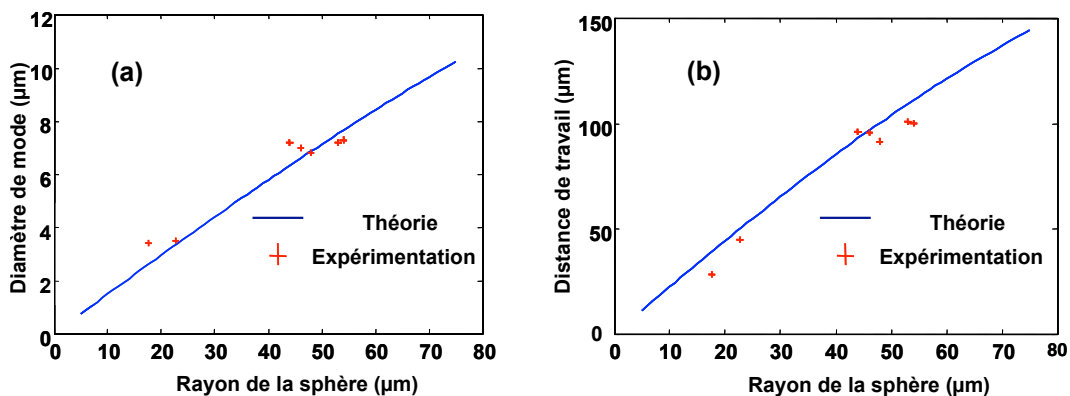 12
10
8
6
4
2
0
Diamètre de mode (µm)
(a)
Théorie
Expérimentation
0 10 20 30 40 50 60 70 80
Rayon de la sphère (µm)
150
100
50
0
Distance de travail (µm)
(b)
Théorie
Expérimentation
0 10 20 30 40 50 60 70 80
Rayon de la sphère (µm)